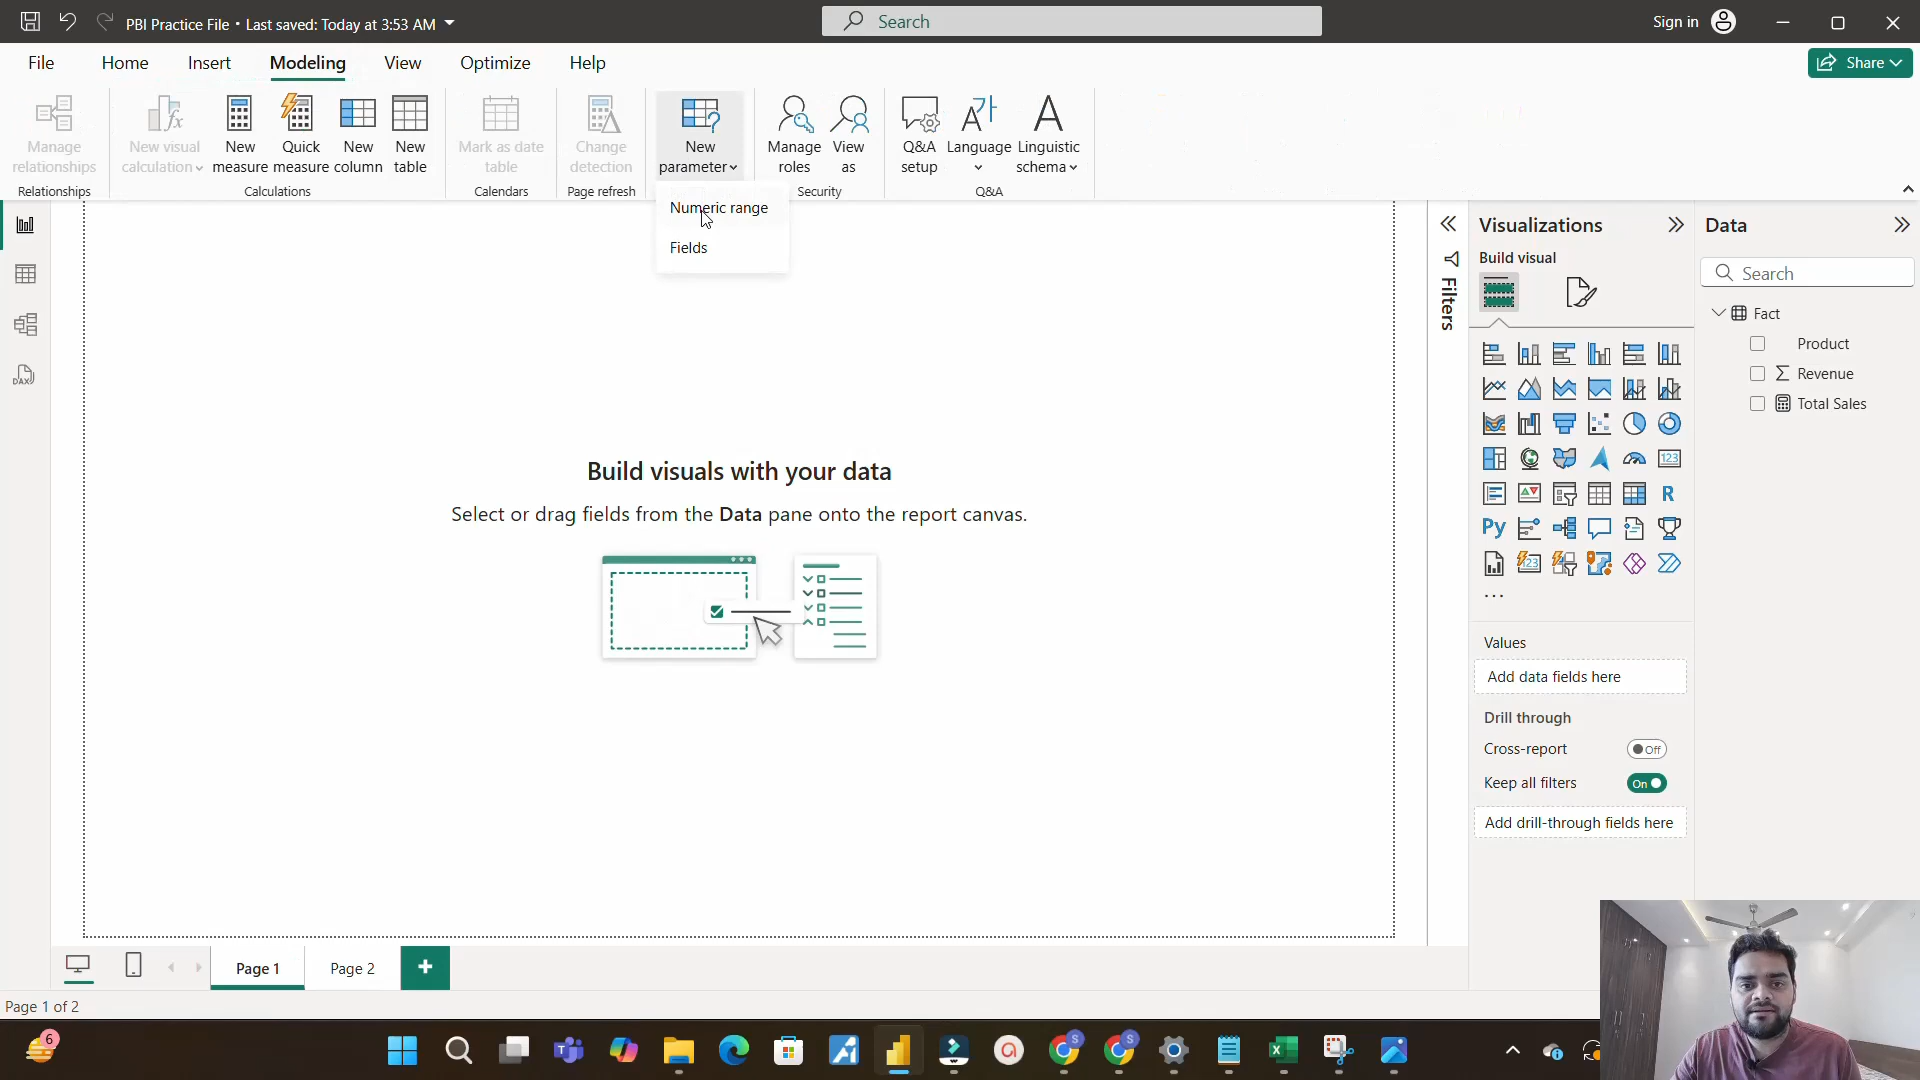 PBI Practice File • Last saved: Today at 3:53 AM
Search
Sign in
File
Home
Insert
Modeling
View
Optimize
Help
Share
Manage relationships
New visual calculation
New measure
Quick measure
New column
New table
Mark as date table
Change detection
New parameter
Manage roles
View as
Q&A setup
Language
Linguistic schema
Relationships
Calculations
Calendars
Page refresh
Security
Q&A
Numeric range
Fields
Build visuals with your data
Select or drag fields from the Data pane onto the report canvas.
Filters
Visualizations
Build visual
123
R
Py
123
Values
Add data fields here
Drill through
Cross-report
Off
Keep all filters
On
Add drill-through fields here
Data
Search
Fact
Product
Σ Revenue
Total Sales
DAX
Page 1
Page 2
+
Page 1 of 2
6
S
S